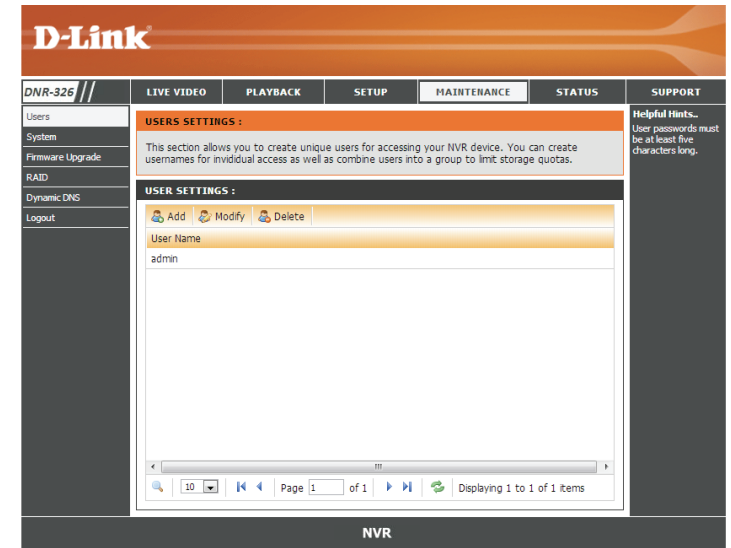 D-Link
DNR-326
LIVE VIDEO
PLAYBACK
SETUP
MAINTENANCE
STATUS
SUPPORT
Users
System
Firmware Upgrade
RAID
Dynamic DNS
Logout
USERS SETTINGS :
This section allows you to create unique users for accessing your NVR device. You can create
usernames for invididual access as well as combine users into a group to limit storage quotas.
USER SETTINGS :
Add
Modify
Delete
User Name
admin
10
Page 1 of 1
Displaying 1 to 1 of 1 items
Helpful Hints..
User passwords must
be at least five
characters long.
NVR